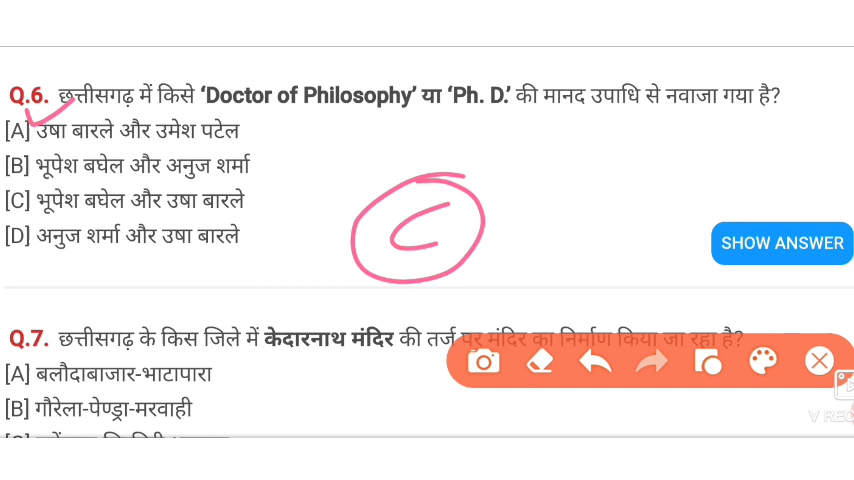 Q.6. छत्तीसगढ़ में किसे ‘Doctor of Philosophy’ या ‘Ph. D.’ की मानद उपाधि से नवाजा गया है?
[A] उषा बारले और उमेश पटेल
[B] भूपेश बघेल और अनुज शर्मा
[C] भूपेश बघेल और उषा बारले
[D] अनुज शर्मा और उषा बारले
C
SHOW ANSWER
Q.7. छत्तीसगढ़ के किस जिले में केदारनाथ मंदिर की तर्ज पर मंदिर का निर्माण किया जा रहा है?
[A] बलौदाबाजार-भाटापारा
[B] गौरेला-पेण्ड्रा-मरवाही
V REC